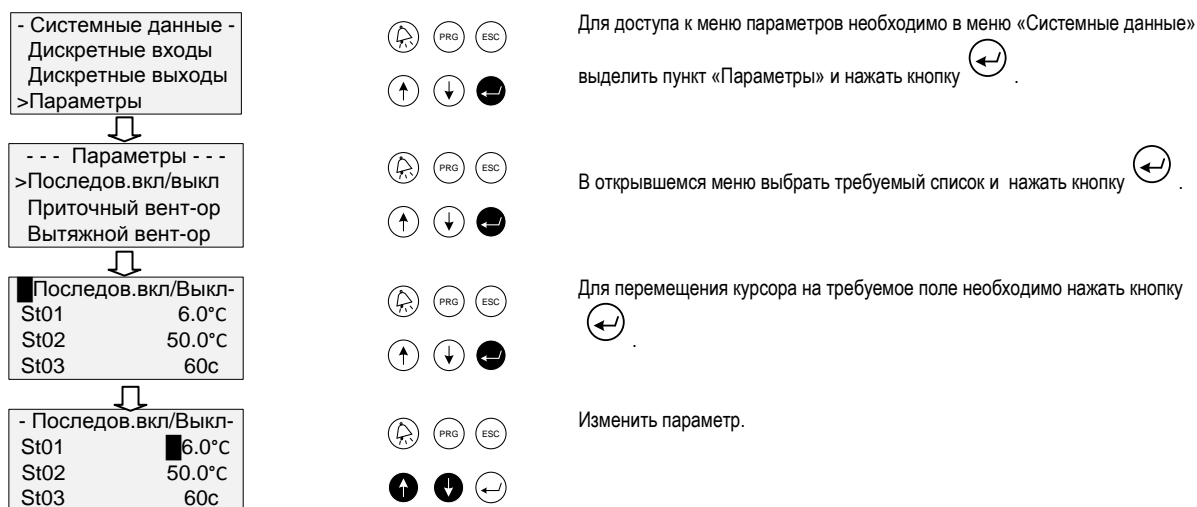 - Системные данные -
Дискретные входы
Дискретные выходы
>Параметры
PRG ESC
Для доступа к меню параметров необходимо в меню «Системные данные»
выделить пункт «Параметры» и нажать кнопку .
- - - Параметры - - -
>Последов.вкл/выкл
Приточный вент-ор
Вытяжной вент-ор
PRG ESC
В открывшемся меню выбрать требуемый список и нажать кнопку .
Последов.вкл/Выкл-
St01 6.0°C
St02 50.0°C
St03 60с
PRG ESC
Для перемещения курсора на требуемое поле необходимо нажать кнопку
.
- Последов.вкл/Выкл-
St01 6.0°C
St02 50.0°C
St03 60с
PRG ESC
Изменить параметр.